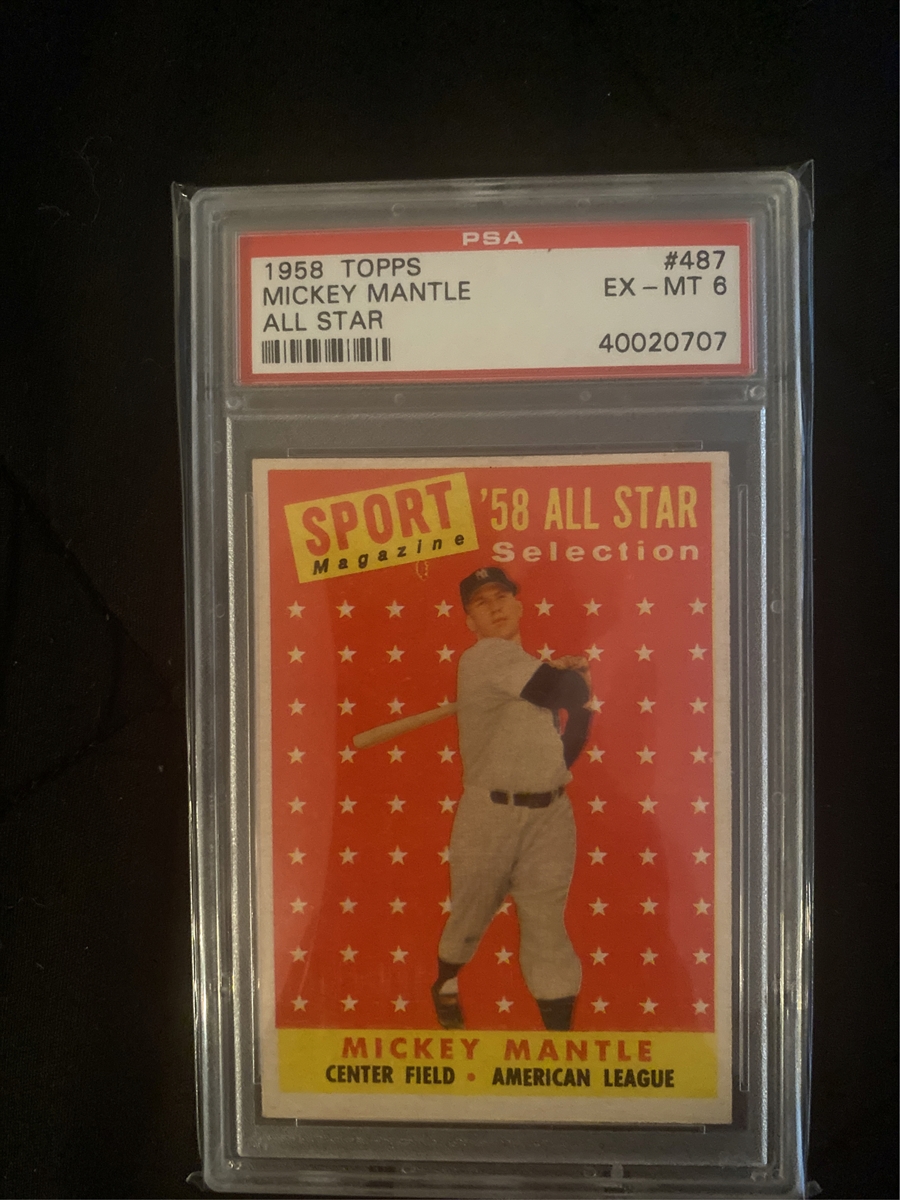 PSA
1958 TOPPS #487
MICKEY MANTLE EX - MT 6
ALL STAR
40020707
SPORT '58 ALL STAR
Magazine Selection
NY
MICKEY MANTLE
CENTER FIELD • AMERICAN LEAGUE